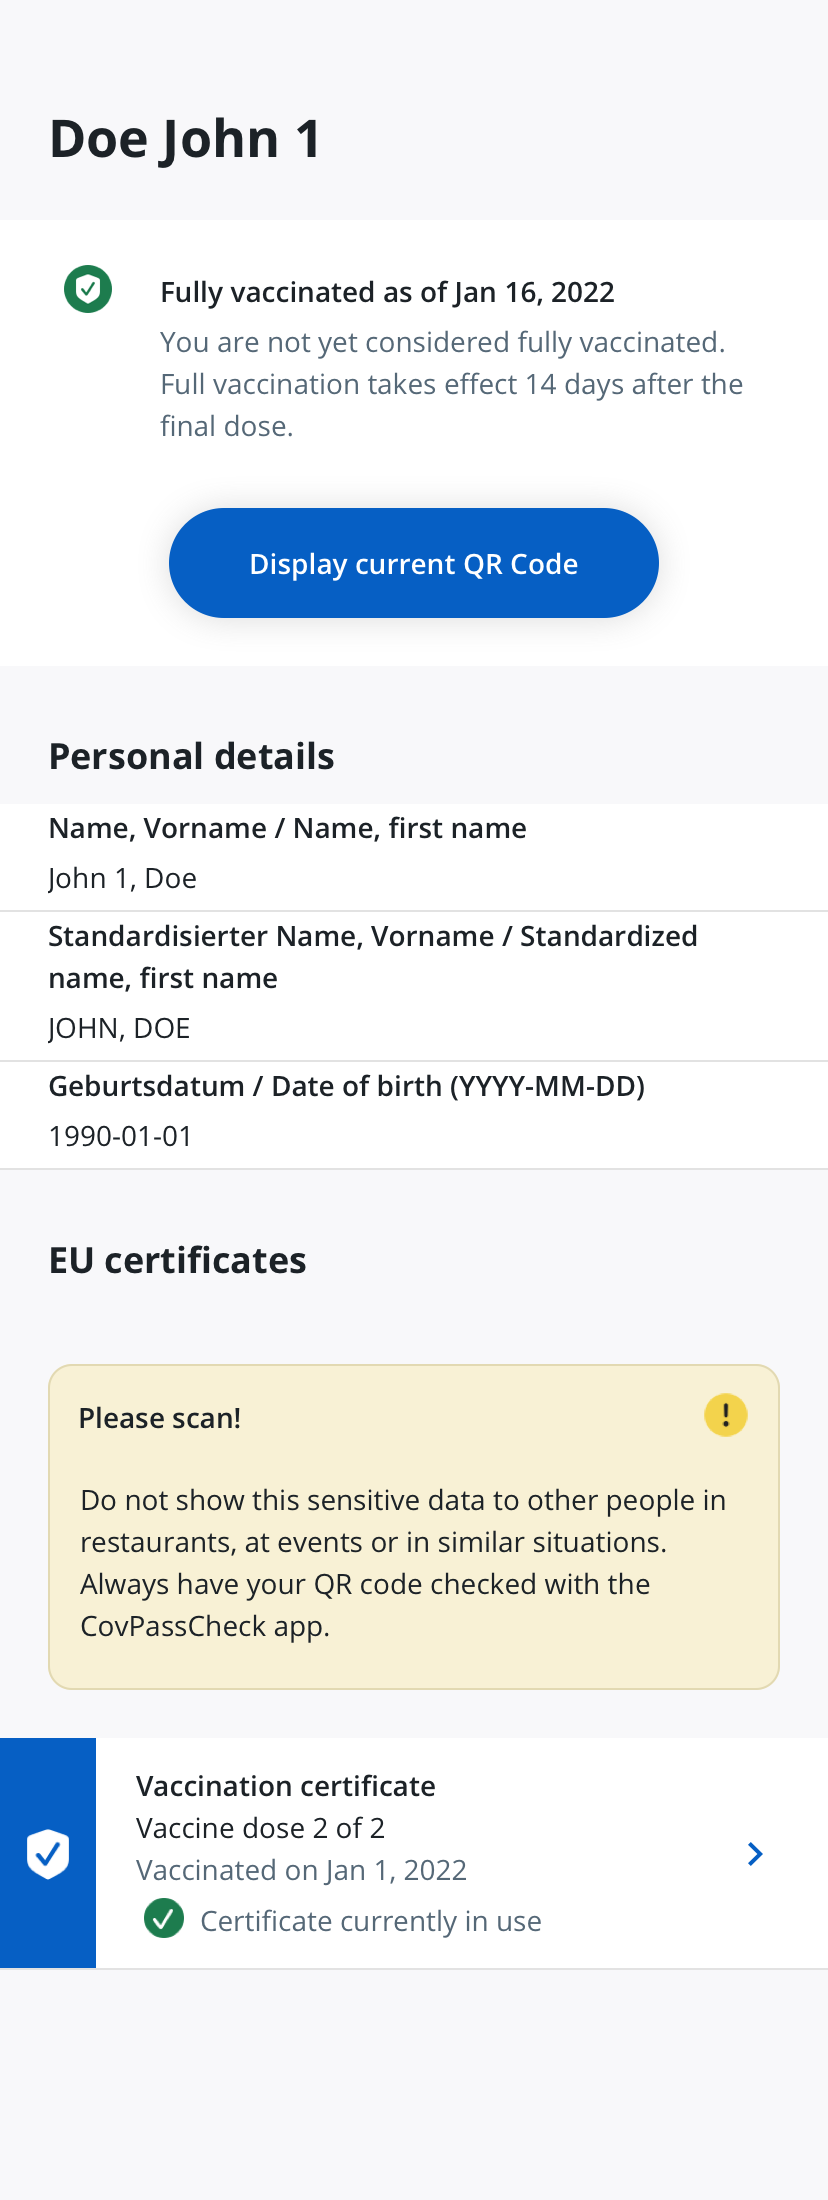 Doe John 1
Fully vaccinated as of Jan 16, 2022
You are not yet considered fully vaccinated.
Full vaccination takes effect 14 days after the
final dose.
Display current QR Code
Personal details
Name, Vorname / Name, first name
John 1, Doe
Standardisierter Name, Vorname / Standardized
name, first name
JOHN, DOE
Geburtsdatum / Date of birth (YYYY-MM-DD)
1990-01-01
EU certificates
Please scan!
Do not show this sensitive data to other people in
restaurants, at events or in similar situations.
Always have your QR code checked with the
CovPassCheck app.
Vaccination certificate
Vaccine dose 2 of 2
Vaccinated on Jan 1, 2022
Certificate currently in use